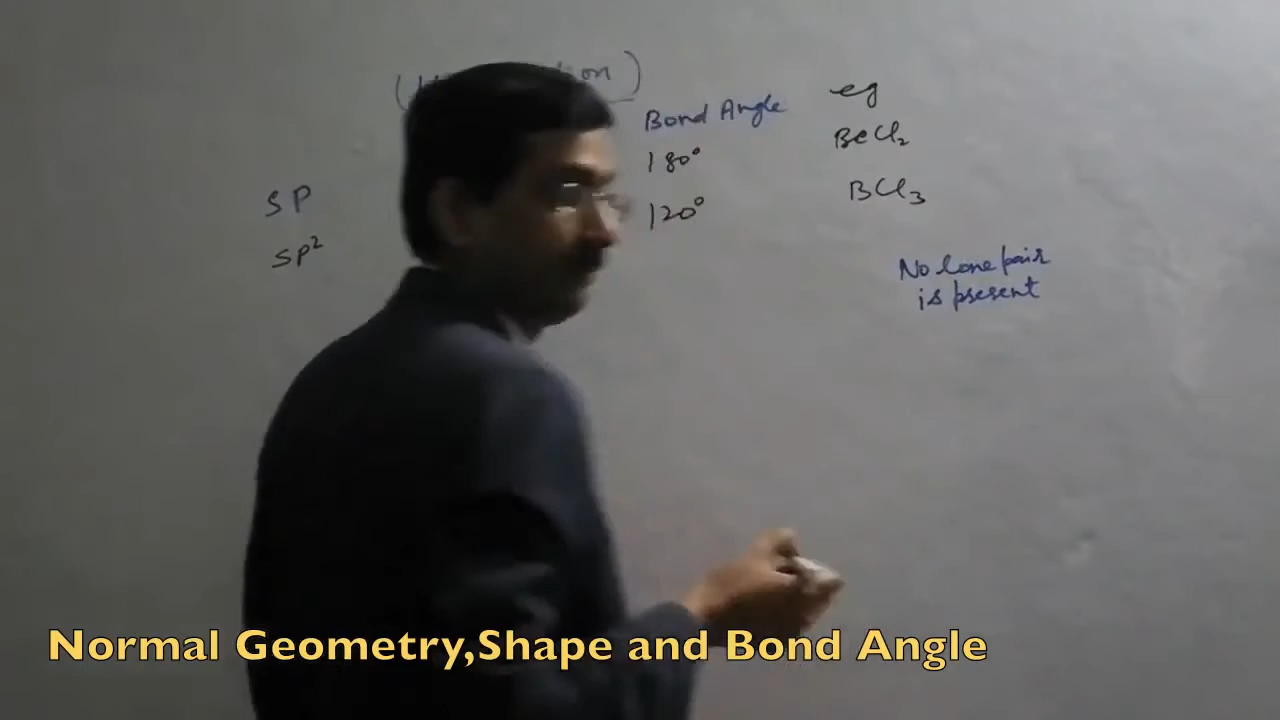 Bond Angle eg
180° BeCl₂
SP
120° BCl₃
SP²
No lone pair
is present
Normal Geometry,Shape and Bond Angle